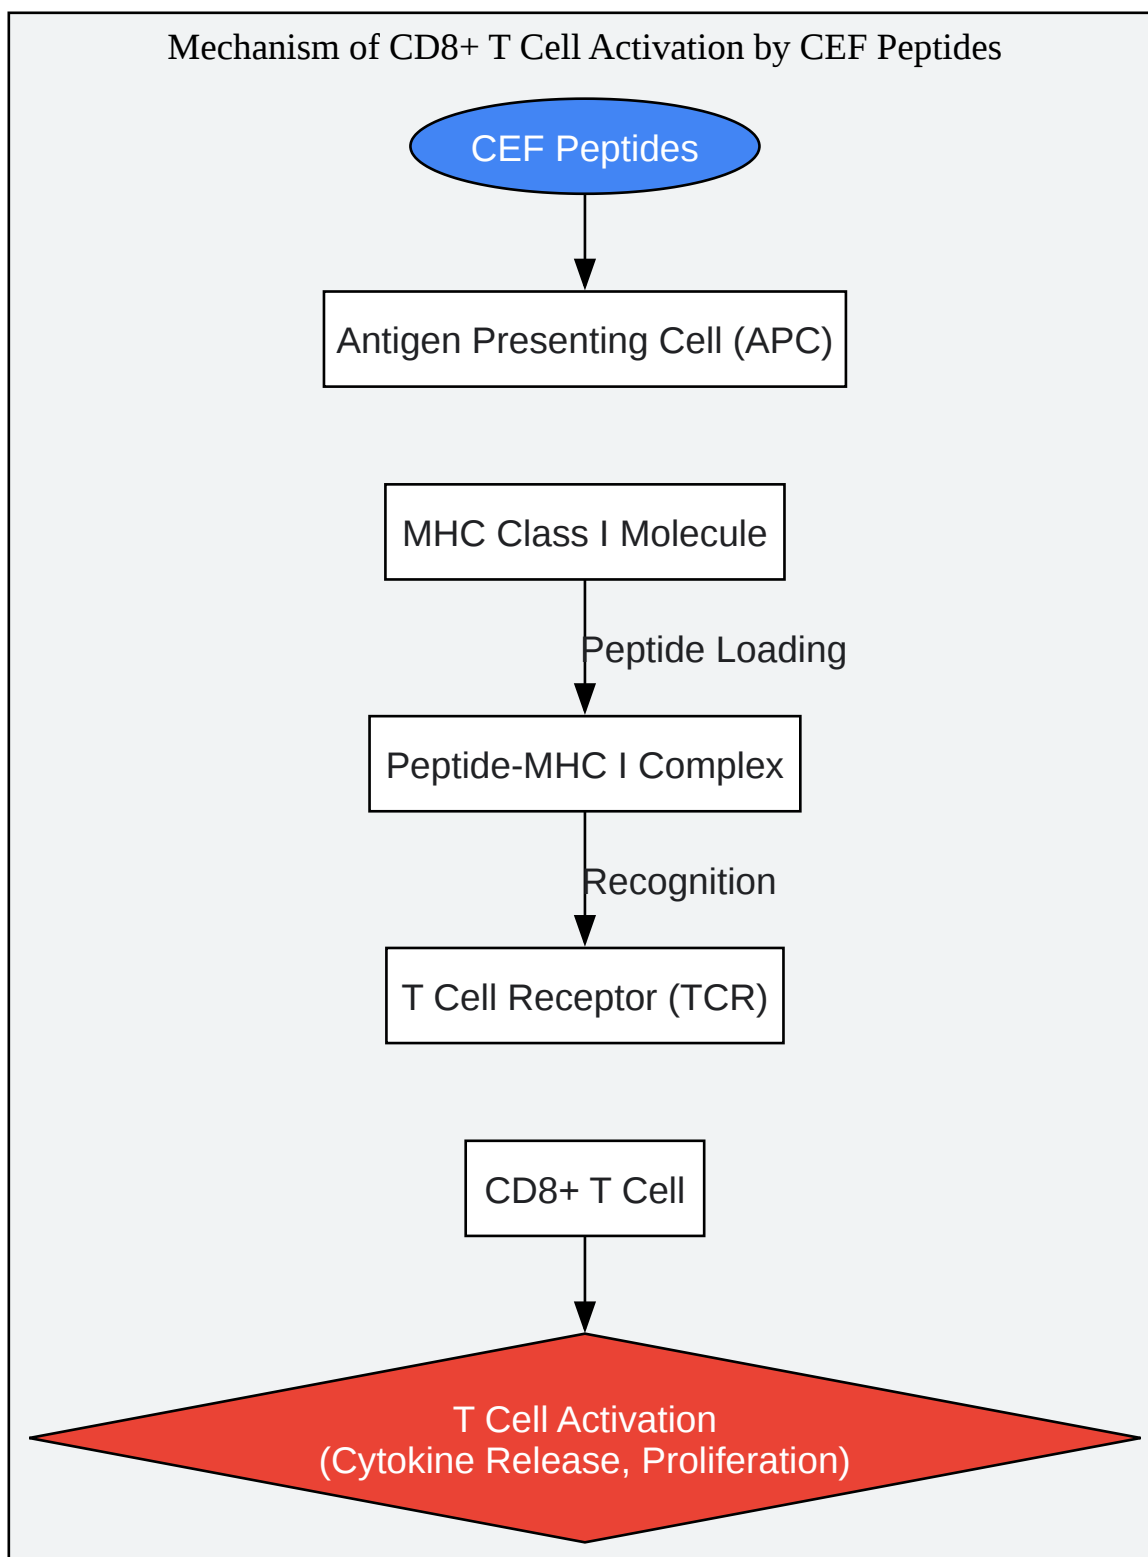 Mechanism of CD8+ T Cell Activation by CEF Peptides
CEF Peptides
Antigen Presenting Cell (APC)
MHC Class I Molecule
Peptide Loading
Peptide-MHC I Complex
Recognition
T Cell Receptor (TCR)
CD8+ T Cell
T Cell Activation
(Cytokine Release, Proliferation)